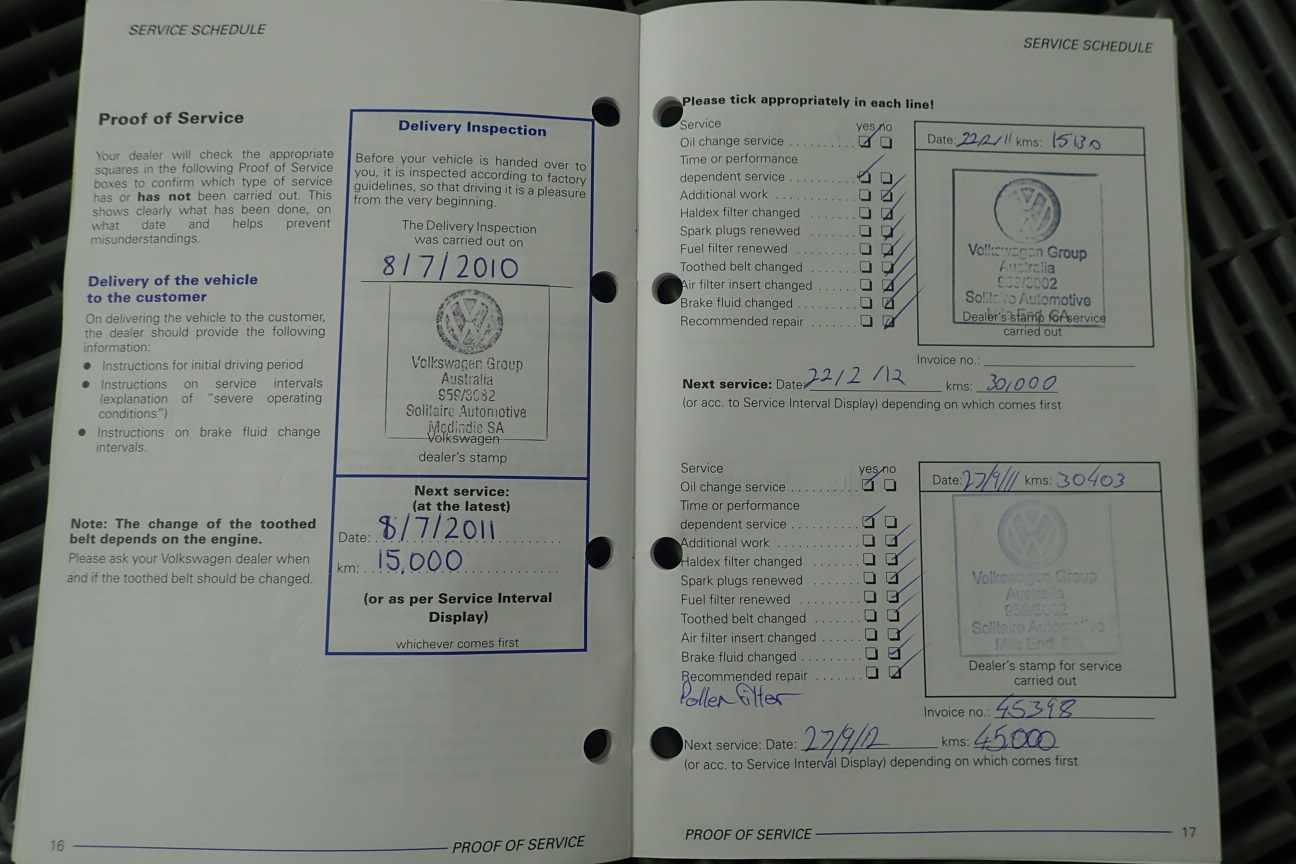 SERVICE SCHEDULE
Proof of Service
Your dealer will check the appropriate
squares in the following Proof of Service
boxes to confirm which type of service
has or has not been carried out. This
shows clearly what has been done, on
what date and helps prevent
misunderstandings.
Delivery of the vehicle
to the customer
On delivering the vehicle to the customer,
the dealer should provide the following
information:
● Instructions for initial driving period
● Instructions on service intervals
(explanation of "severe operating
conditions")
● Instructions on brake fluid change
intervals.
Note: The change of the toothed
belt depends on the engine.
Please ask your Volkswagen dealer when
and if the toothed belt should be changed.
Delivery Inspection
Before your vehicle is handed over to
you, it is inspected according to factory
guidelines, so that driving it is a pleasure
from the very beginning.
The Delivery Inspection
was carried out on
8/7/2010
Volkswagen Group
Australia
959/3082
Solitaire Automotive
Medindie SA
Volkswagen
dealer's stamp
Next service:
(at the latest)
Date: 8/7/2011
km: 15,000
(or as per Service Interval
Display)
whichever comes first
16 PROOF OF SERVICE
SERVICE SCHEDULE
Please tick appropriately in each line!
Service yes no
Oil change service
Time or performance
dependent service
Additional work
Haldex filter changed
Spark plugs renewed
Fuel filter renewed
Toothed belt changed
Air filter insert changed
Brake fluid changed
Recommended repair
Date: 22/2/11 kms: 15130
Volkswagen Group
Australia
Solitaire Automotive
Dealer's stamp for service
carried out
Invoice no.:
Next service: Date 22/2/12 kms: 30,000
(or acc. to Service Interval Display) depending on which comes first
Service yes no
Oil change service
Time or performance
dependent service
Additional work
Haldex filter changed
Spark plugs renewed
Fuel filter renewed
Toothed belt changed
Air filter insert changed
Brake fluid changed
Recommended repair
Pollen filter
Date: 27/9/11 kms: 30403
Volkswagen Group
Australia
Solitaire Automotive
Mile End SA
Dealer's stamp for service
carried out
Invoice no.: 45398
Next service: Date: 27/9/12 kms: 45000
(or acc. to Service Interval Display) depending on which comes first
PROOF OF SERVICE 17